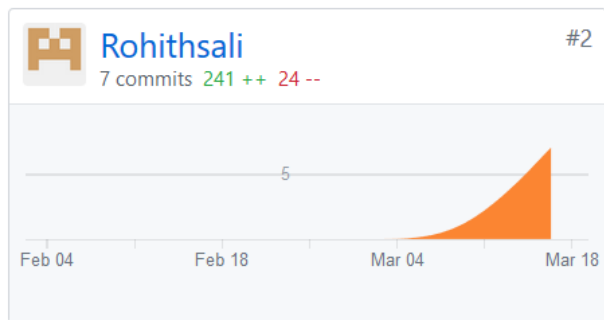 Rohithsali
#2
7 commits 241 ++ 24 --
5
Feb 04 Feb 18 Mar 04 Mar 18